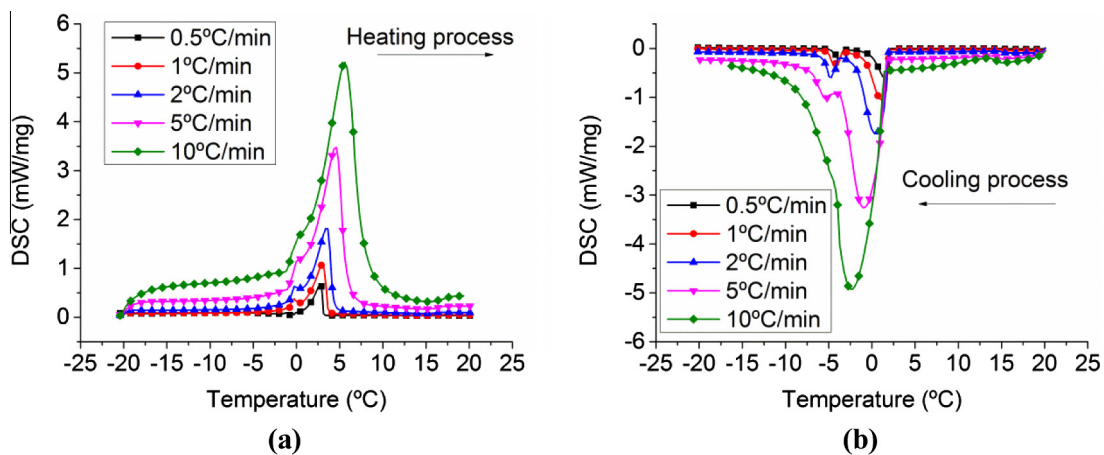 6
5
4
3
2
1
0
DSC (mW/mg)
0.5ºC/min
1ºC/min
2ºC/min
5ºC/min
10ºC/min
Heating process
-25 -20 -15 -10 -5 0 5 10 15 20 25
Temperature (ºC)
(a)
0
-1
-2
-3
-4
-5
-6
DSC (mW/mg)
Cooling process
0.5ºC/min
1ºC/min
2ºC/min
5ºC/min
10ºC/min
-25 -20 -15 -10 -5 0 5 10 15 20 25
Temperature (ºC)
(b)